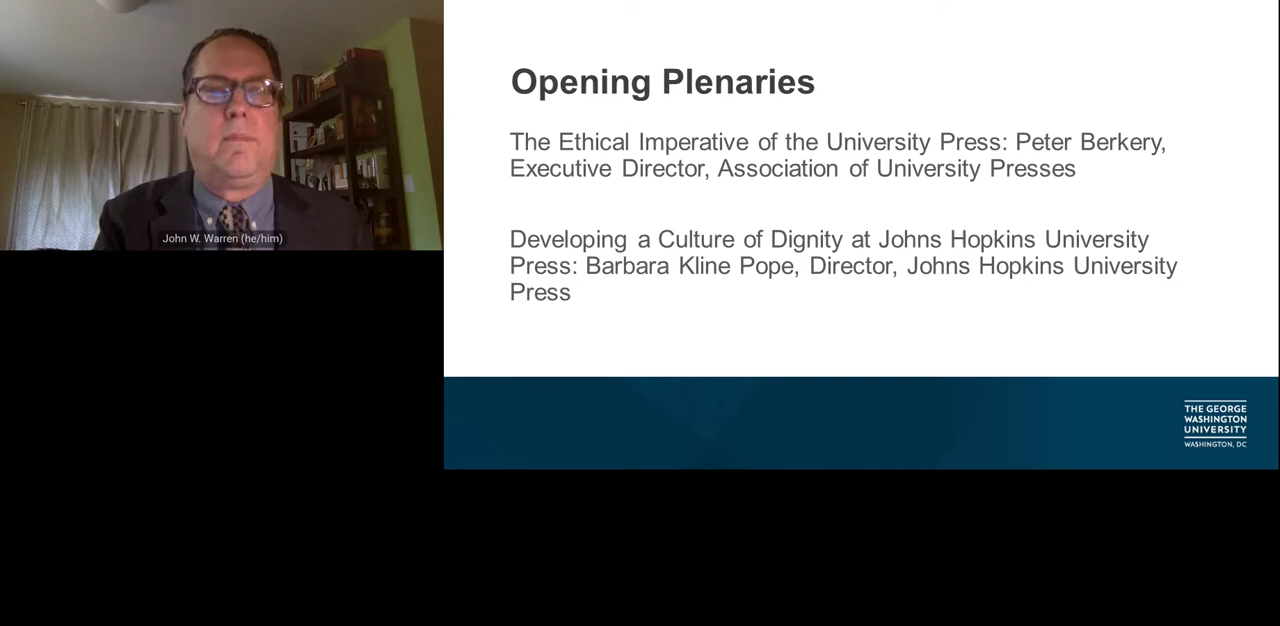 John W. Warren (he/him)
Opening Plenaries
The Ethical Imperative of the University Press: Peter Berkery,
Executive Director, Association of University Presses
Developing a Culture of Dignity at Johns Hopkins University
Press: Barbara Kline Pope, Director, Johns Hopkins University
Press
THE GEORGE
WASHINGTON
UNIVERSITY
WASHINGTON, DC